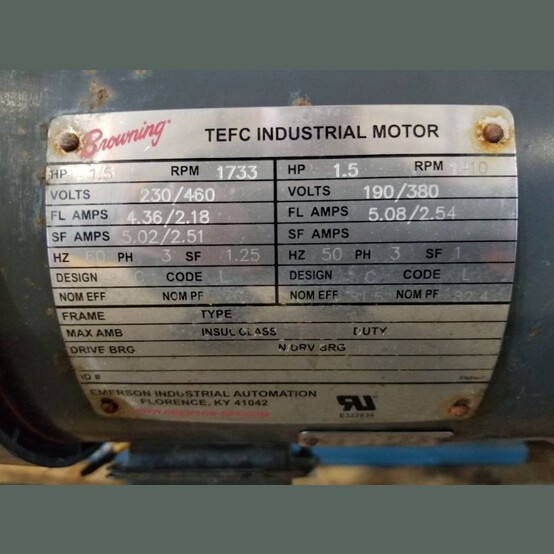 Browning TEFC INDUSTRIAL MOTOR
HP 1.5 RPM 1733 HP 1.5 RPM
VOLTS 230/460 VOLTS 190/380
FL AMPS 4.36/2.18 FL AMPS 5.08/2.54
SF AMPS 5.02/2.51 SF AMPS
HZ 60 PH 3 SF 1.25 HZ 50 PH 3 SF 1
DESIGN C CODE L DESIGN C CODE L
NOM EFF NOM PF NOM EFF NOM PF
FRAME TYPE
MAX AMB INSUL CLASS DUTY
DRIVE BRG N DRV BRG
ID #
EMERSON INDUSTRIAL AUTOMATION
FLORENCE, KY 41042